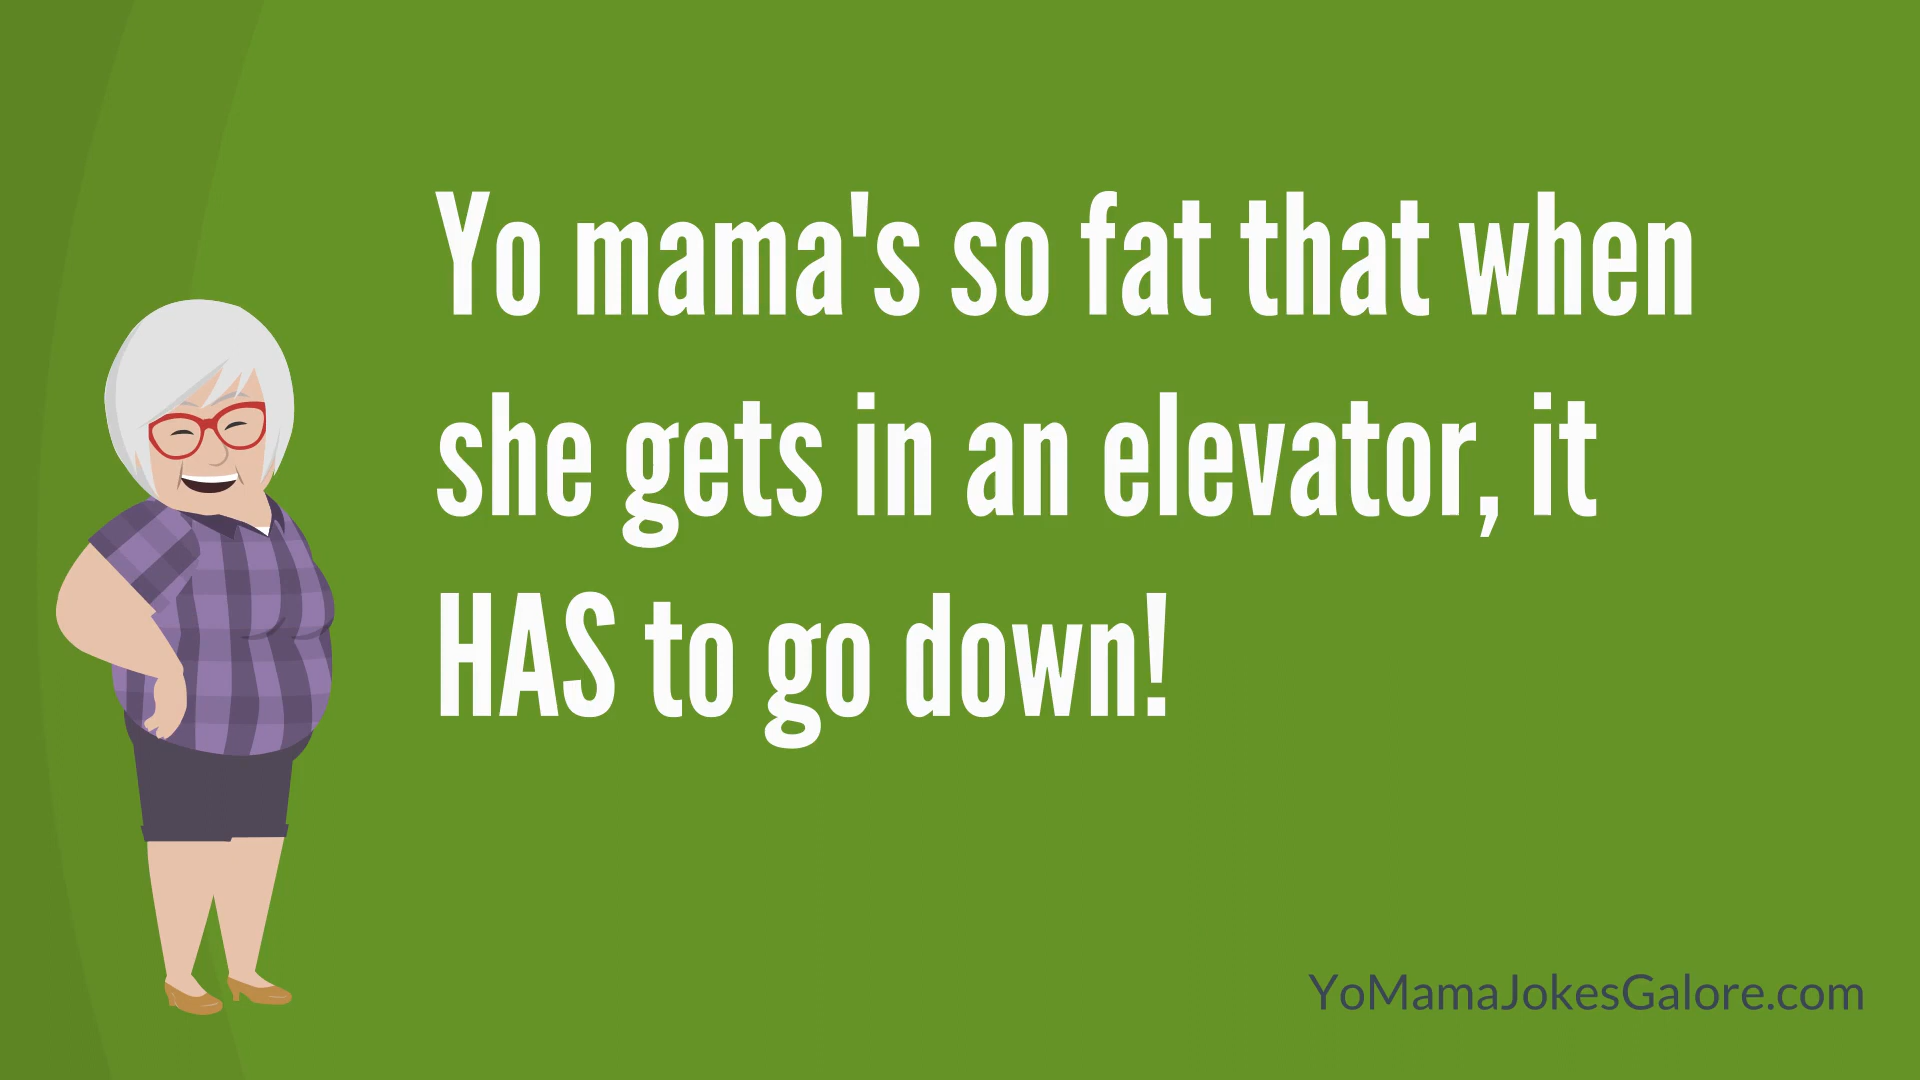 Yo mama's so fat that when
she gets in an elevator, it
HAS to go down!
YoMamaJokesGalore.com